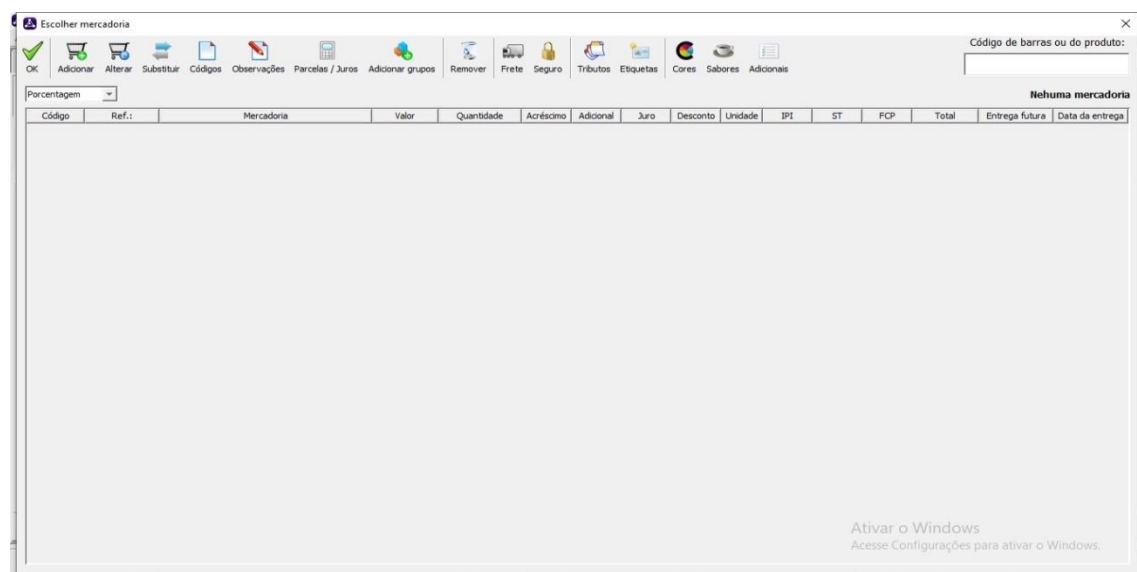 Escolher mercadoria
Código de barras ou do produto:
OK Adicionar Alterar Substituir Códigos Observações Parcelas / Juros Adicionar grupos Remover Frete Seguro Tributos Etiquetas Cores Sabores Adicionais
Porcentagem
Nehuma mercadoria
Código Ref.: Mercadoria Valor Quantidade Acréscimo Adicional Juro Desconto Unidade IPI ST FCP Total Entrega futura Data da entrega
Ativar o Windows
Acesse Configurações para ativar o Windows.